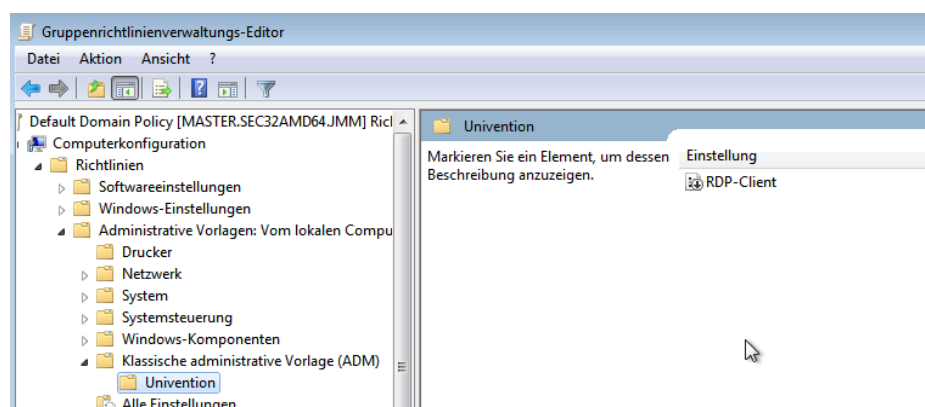 Gruppenrichtlinienverwaltungs-Editor
Datei Aktion Ansicht ?
Default Domain Policy [MASTER.SEC32AMD64.JMM] Ricl
Computerkonfiguration
Richtlinien
Softwareeinstellungen
Windows-Einstellungen
Administrative Vorlagen: Vom lokalen Compu
Drucker
Netzwerk
System
Systemsteuerung
Windows-Komponenten
Klassische administrative Vorlage (ADM)
Univention
Alle Einstellungen
Univention
Markieren Sie ein Element, um dessen
Beschreibung anzuzeigen.
Einstellung
RDP-Client